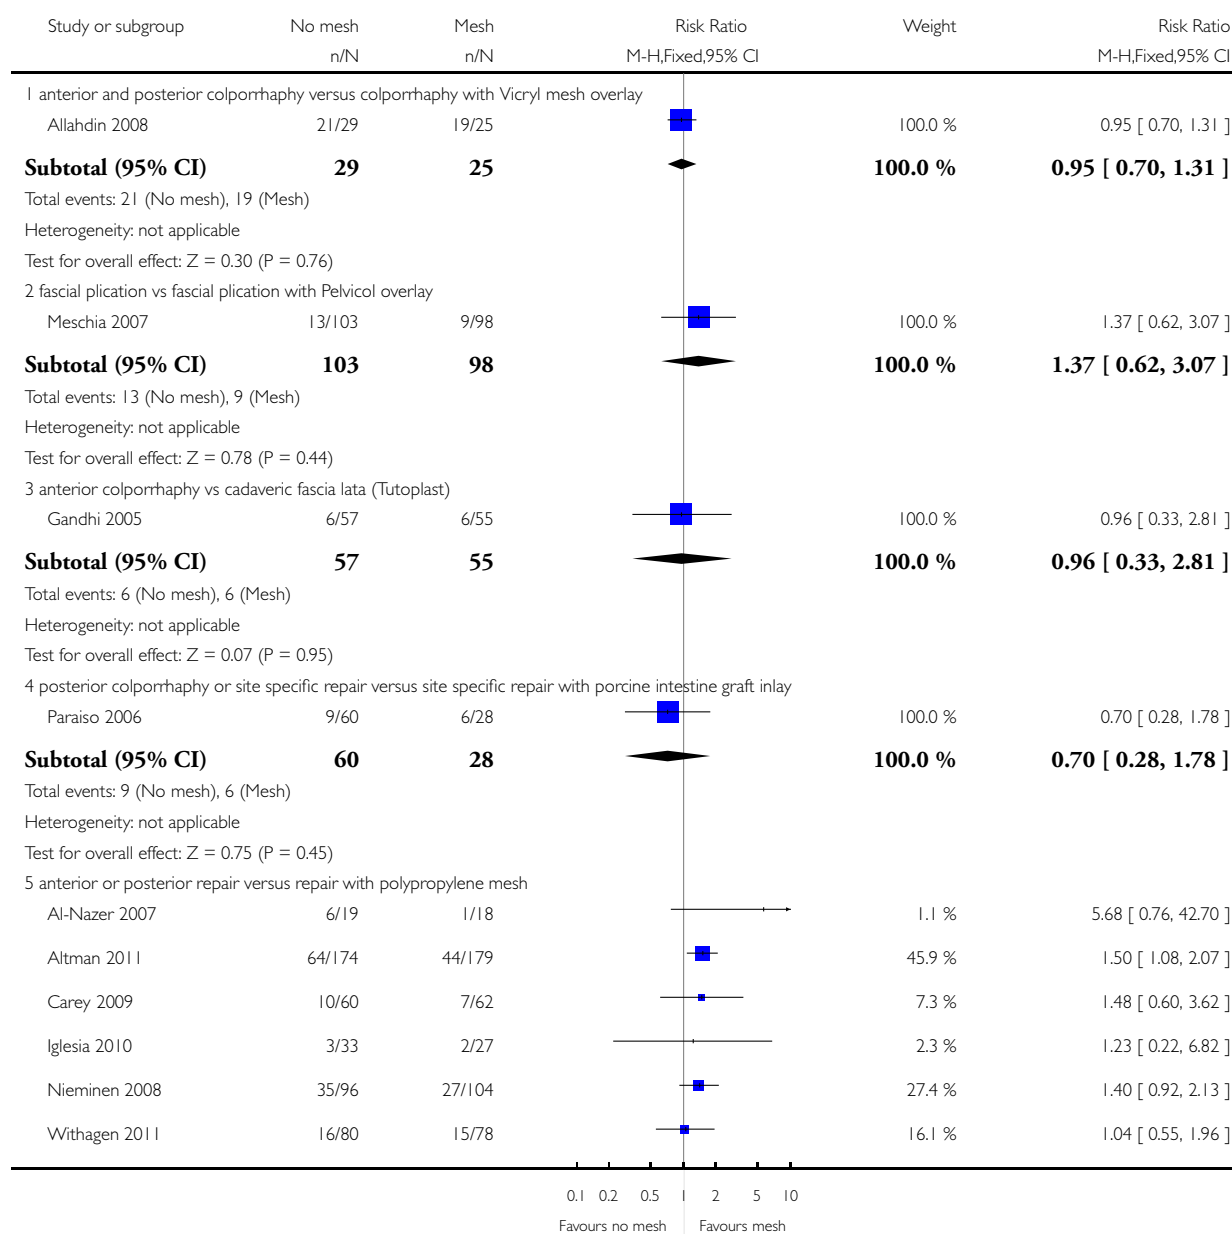 Study or subgroup No mesh Mesh Risk Ratio Weight Risk Ratio
n/N n/N M-H,Fixed,95% CI M-H,Fixed,95% CI
1 anterior and posterior colporrhaphy versus colporrhaphy with Vicryl mesh overlay
Allahdin 2008 21/29 19/25 100.0 % 0.95 [ 0.70, 1.31 ]
Subtotal (95% CI) 29 25 100.0 % 0.95 [ 0.70, 1.31 ]
Total events: 21 (No mesh), 19 (Mesh)
Heterogeneity: not applicable
Test for overall effect: Z = 0.30 (P = 0.76)
2 fascial plication vs fascial plication with Pelvicol overlay
Meschia 2007 13/103 9/98 100.0 % 1.37 [ 0.62, 3.07 ]
Subtotal (95% CI) 103 98 100.0 % 1.37 [ 0.62, 3.07 ]
Total events: 13 (No mesh), 9 (Mesh)
Heterogeneity: not applicable
Test for overall effect: Z = 0.78 (P = 0.44)
3 anterior colporrhaphy vs cadaveric fascia lata (Tutoplast)
Gandhi 2005 6/57 6/55 100.0 % 0.96 [ 0.33, 2.81 ]
Subtotal (95% CI) 57 55 100.0 % 0.96 [ 0.33, 2.81 ]
Total events: 6 (No mesh), 6 (Mesh)
Heterogeneity: not applicable
Test for overall effect: Z = 0.07 (P = 0.95)
4 posterior colporrhaphy or site specific repair versus site specific repair with porcine intestine graft inlay
Paraiso 2006 9/60 6/28 100.0 % 0.70 [ 0.28, 1.78 ]
Subtotal (95% CI) 60 28 100.0 % 0.70 [ 0.28, 1.78 ]
Total events: 9 (No mesh), 6 (Mesh)
Heterogeneity: not applicable
Test for overall effect: Z = 0.75 (P = 0.45)
5 anterior or posterior repair versus repair with polypropylene mesh
Al-Nazer 2007 6/19 1/18 1.1 % 5.68 [ 0.76, 42.70 ]
Altman 2011 64/174 44/179 45.9 % 1.50 [ 1.08, 2.07 ]
Carey 2009 10/60 7/62 7.3 % 1.48 [ 0.60, 3.62 ]
Iglesia 2010 3/33 2/27 2.3 % 1.23 [ 0.22, 6.82 ]
Nieminen 2008 35/96 27/104 27.4 % 1.40 [ 0.92, 2.13 ]
Withagen 2011 16/80 15/78 16.1 % 1.04 [ 0.55, 1.96 ]
0.1 0.2 0.5 1 2 5 10
Favours no mesh Favours mesh